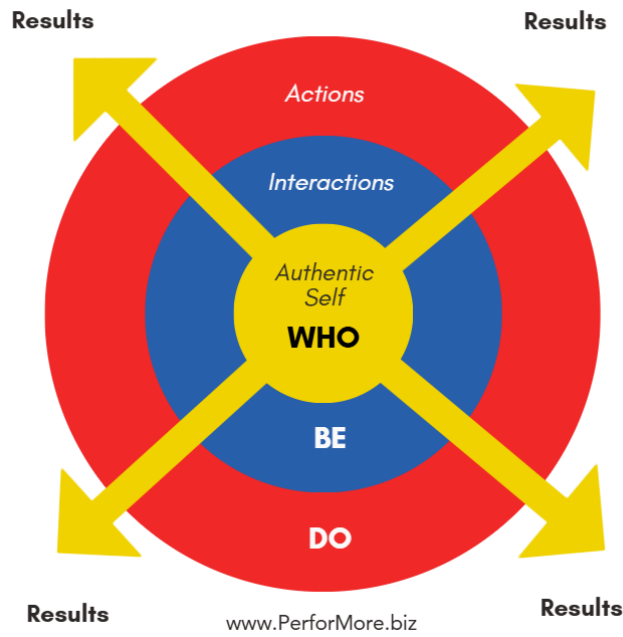 Results
Results
Actions
Interactions
Authentic
Self
WHO
BE
DO
Results
Results
www.PerforMore.biz